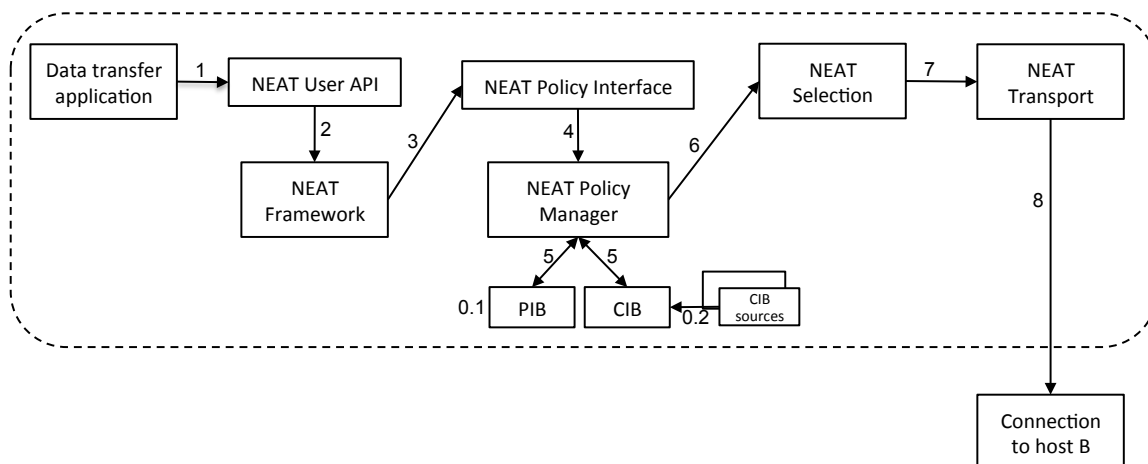 Data transfer
application
1
NEAT User API
2
NEAT
Framework
3
NEAT Policy Interface
4
NEAT Policy
Manager
5
5
0.1
PIB
CIB
0.2
CIB
sources
6
NEAT
Selection
7
NEAT
Transport
8
Connection
to host B